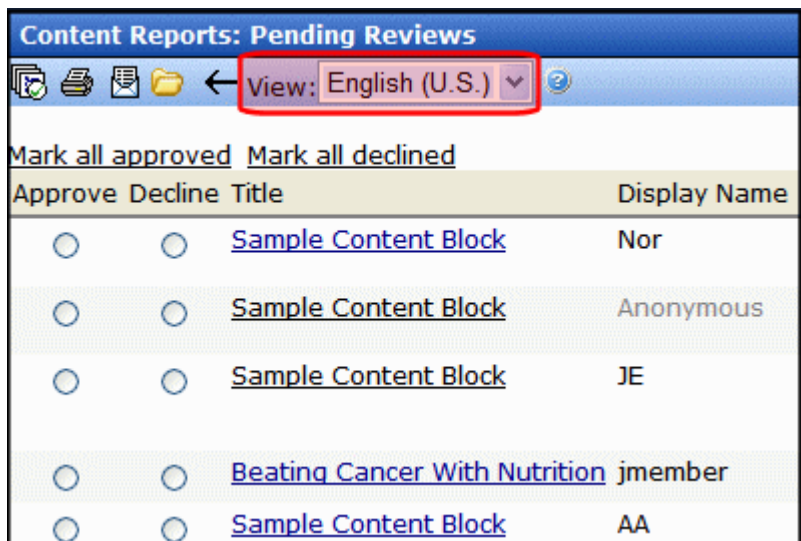 Content Reports: Pending Reviews
View: English (U.S.)
Mark all approved Mark all declined
Approve Decline Title Display Name
Sample Content Block Nor
Sample Content Block Anonymous
Sample Content Block JE
Beating Cancer With Nutrition jmember
Sample Content Block AA